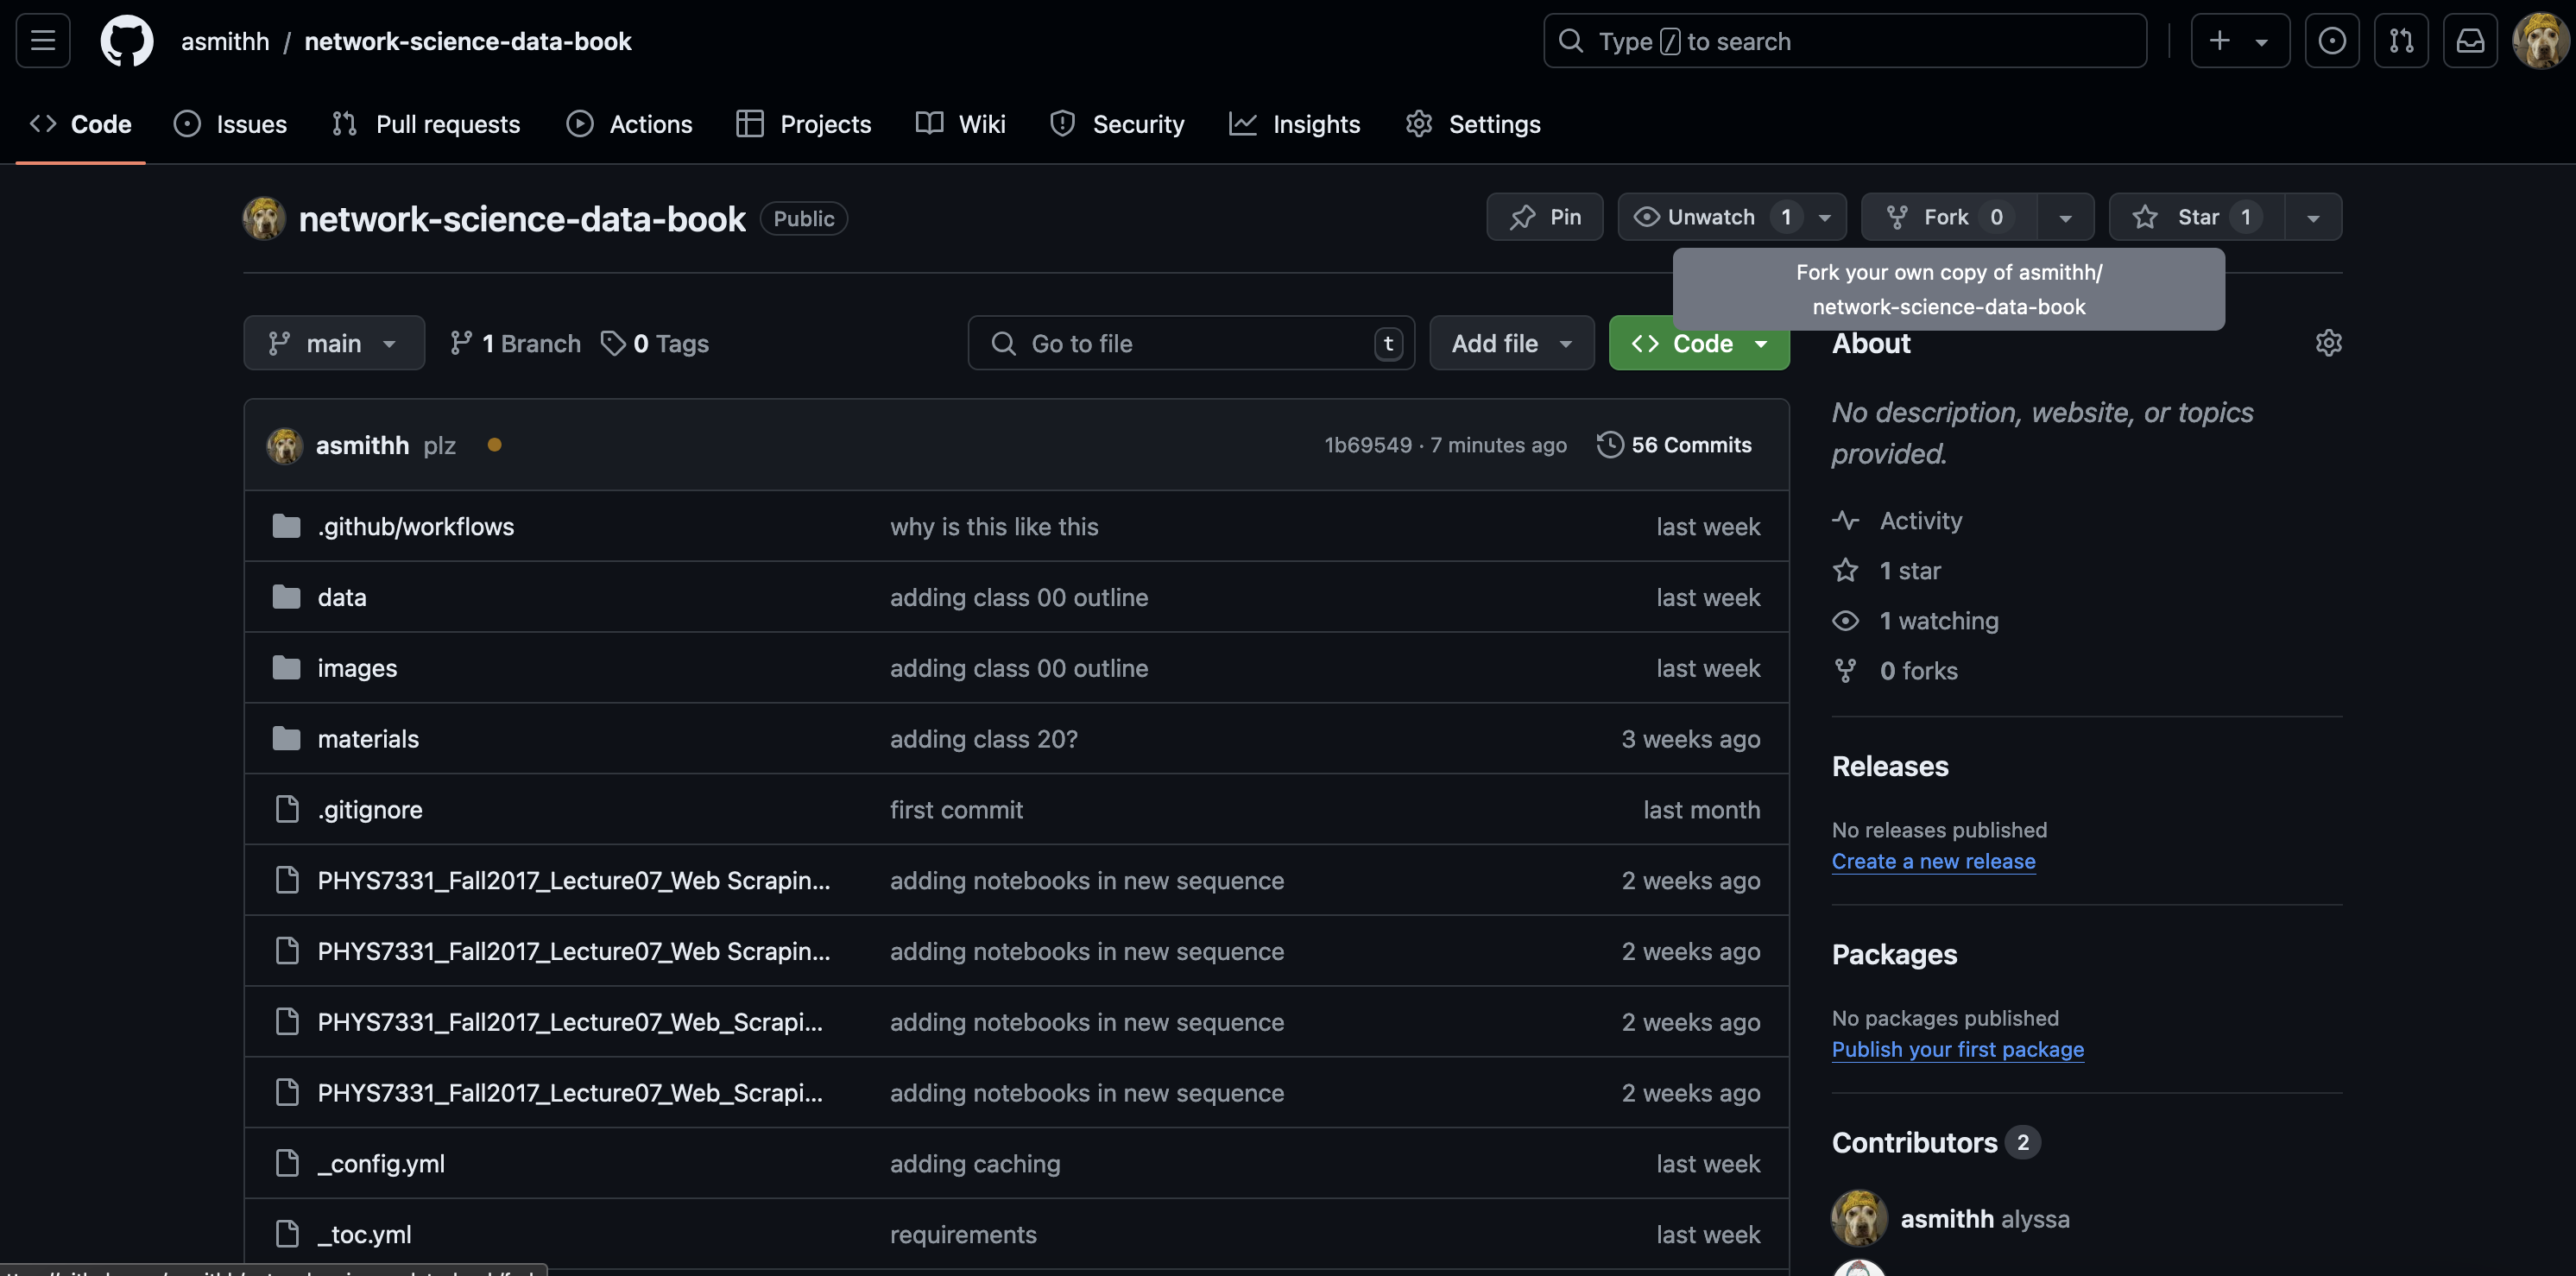 asmithh / network-science-data-book
Type / to search
Code Issues Pull requests Actions Projects Wiki Security Insights Settings
network-science-data-book Public
Pin Unwatch 1 Fork 0 Star 1
Fork your own copy of asmithh/
network-science-data-book
main 1 Branch 0 Tags Go to file t Add file Code
asmithh plz 1b69549 · 7 minutes ago 56 Commits
.github/workflows why is this like this last week
data adding class 00 outline last week
images adding class 00 outline last week
materials adding class 20? 3 weeks ago
.gitignore first commit last month
PHYS7331_Fall2017_Lecture07_Web Scrapin... adding notebooks in new sequence 2 weeks ago
PHYS7331_Fall2017_Lecture07_Web Scrapin... adding notebooks in new sequence 2 weeks ago
PHYS7331_Fall2017_Lecture07_Web_Scrapi... adding notebooks in new sequence 2 weeks ago
PHYS7331_Fall2017_Lecture07_Web_Scrapi... adding notebooks in new sequence 2 weeks ago
_config.yml adding caching last week
_toc.yml requirements last week
About
No description, website, or topics
provided.
Activity
1 star
1 watching
0 forks
Releases
No releases published
Create a new release
Packages
No packages published
Publish your first package
Contributors 2
asmithh alyssa